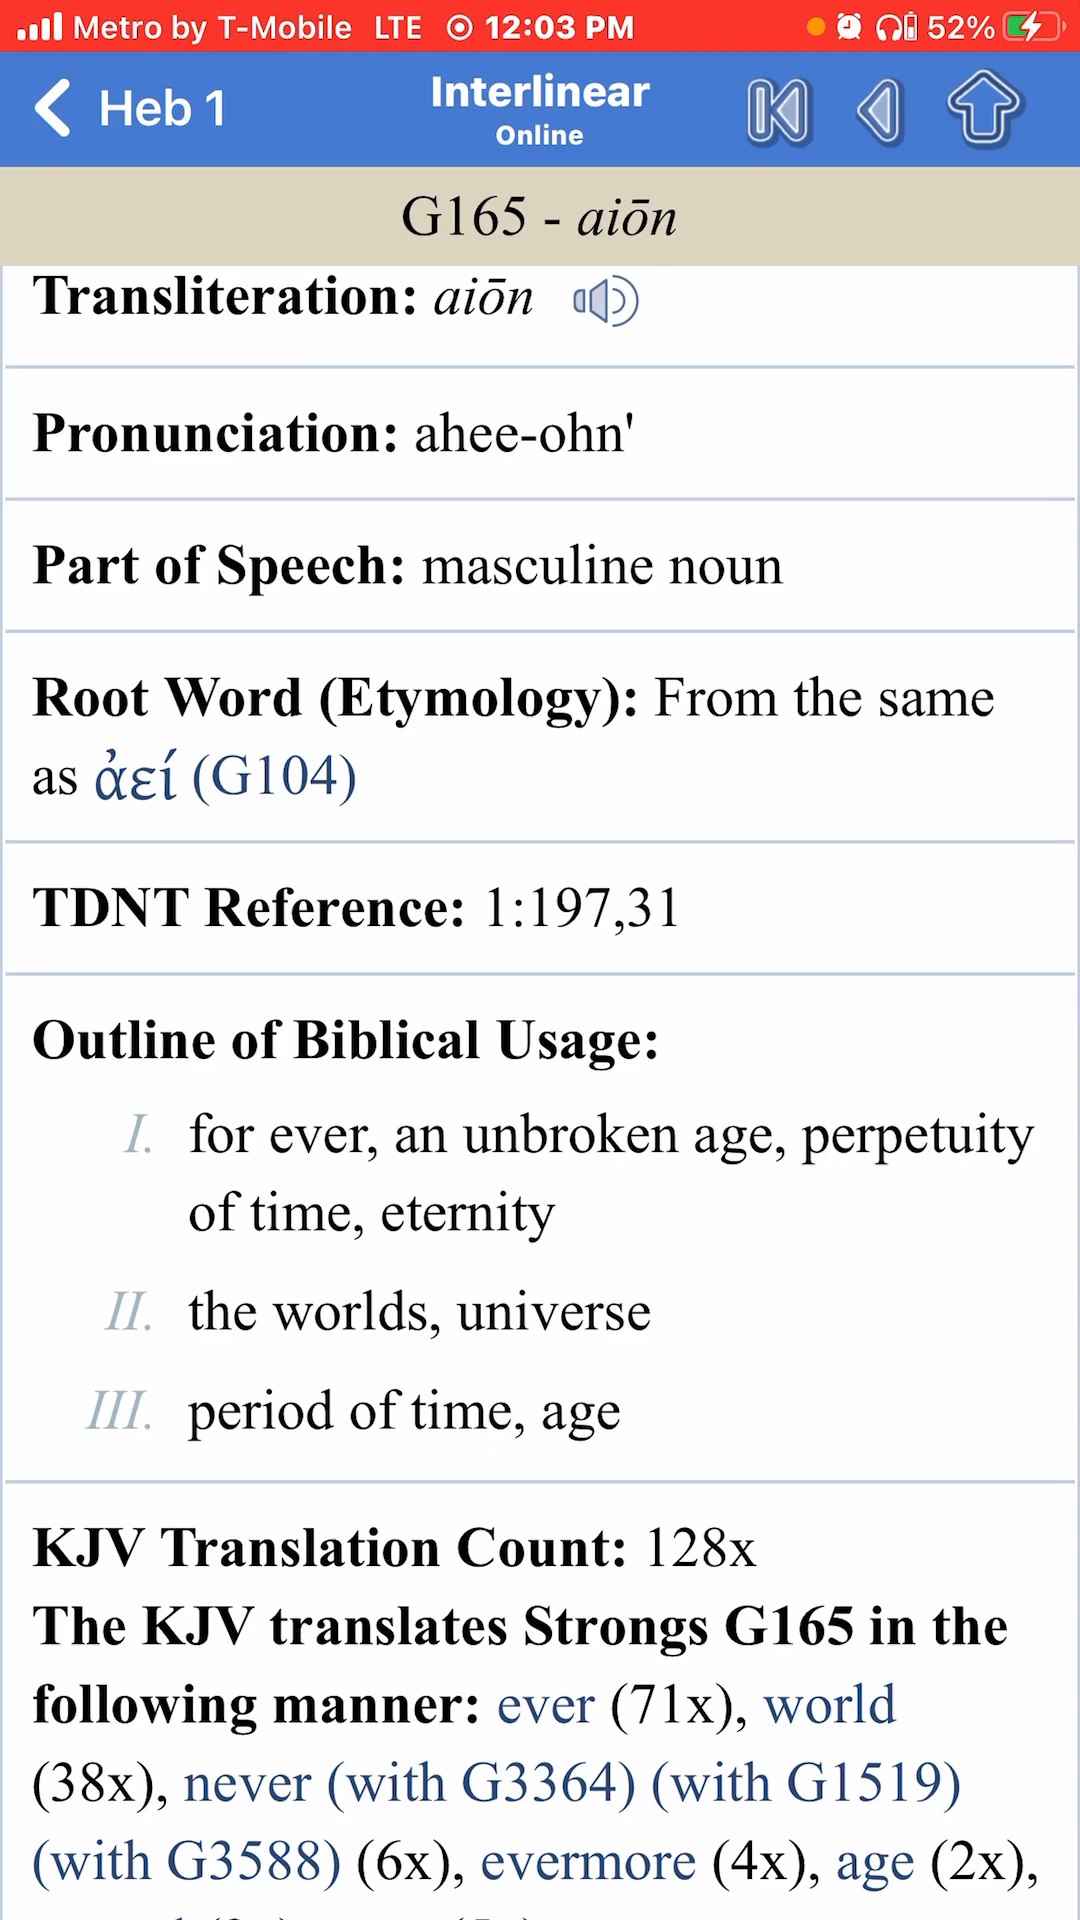 Metro by T-Mobile LTE 12:03 PM 52%
Heb 1 Interlinear
Online
G165 - aiōn
Transliteration: aiōn
Pronunciation: ahee-ohn'
Part of Speech: masculine noun
Root Word (Etymology): From the same
as ἀεί (G104)
TDNT Reference: 1:197,31
Outline of Biblical Usage:
I. for ever, an unbroken age, perpetuity
of time, eternity
II. the worlds, universe
III. period of time, age
KJV Translation Count: 128x
The KJV translates Strongs G165 in the
following manner: ever (71x), world
(38x), never (with G3364) (with G1519)
(with G3588) (6x), evermore (4x), age (2x),